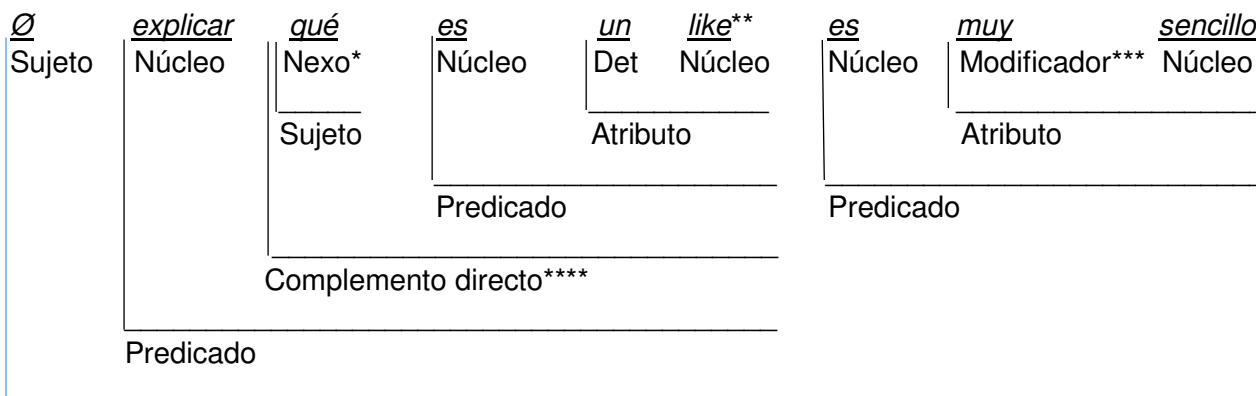 Ø explicar qué es un like** es muy sencillo
Sujeto Núcleo Nexo* Núcleo Det Núcleo Núcleo Modificador*** Núcleo
Sujeto Atributo Atributo
Predicado Predicado
Complemento directo****
Predicado